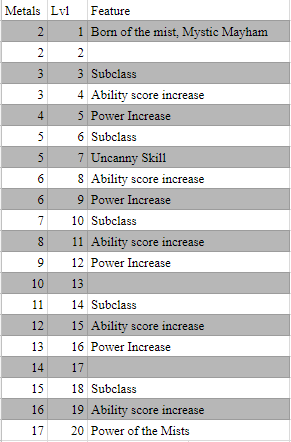 Metals Lvl Feature
2 1 Born of the mist, Mystic Mayham
2 2
3 3 Subclass
3 4 Ability score increase
4 5 Power Increase
5 6 Subclass
5 7 Uncanny Skill
6 8 Ability score increase
6 9 Power Increase
7 10 Subclass
8 11 Ability score increase
9 12 Power Increase
10 13
11 14 Subclass
12 15 Ability score increase
13 16 Power Increase
14 17
15 18 Subclass
16 19 Ability score increase
17 20 Power of the Mists